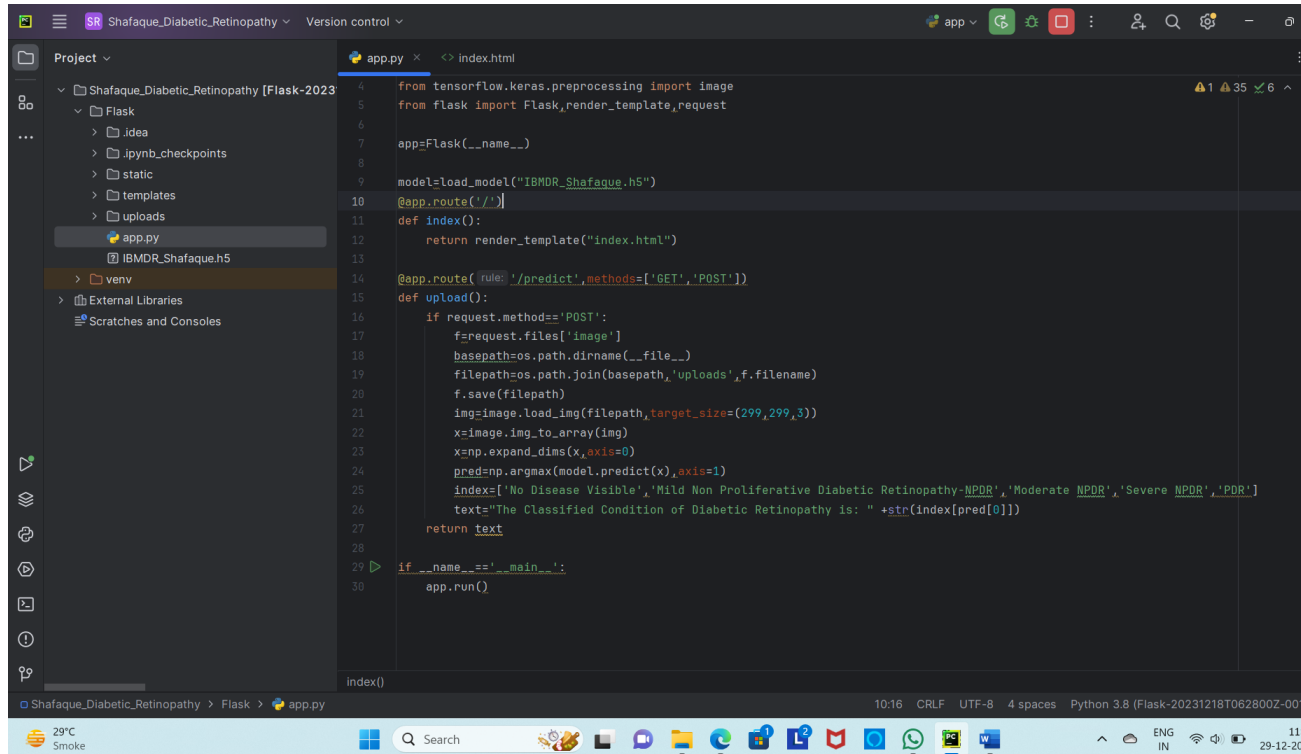 SR Shafaque_Diabetic_Retinopathy Version control app
Project
app.py
<> index.html
Shafaque_Diabetic_Retinopathy [Flask-2023
Flask
.idea
.ipynb_checkpoints
static
templates
uploads
app.py
IBMDR_Shafaque.h5
venv
External Libraries
Scratches and Consoles
1 35 6
4 from tensorflow.keras.preprocessing import image
5 from flask import Flask,render_template,request
6
7 app=Flask(__name__)
8
9 model=load_model("IBMDR_Shafaque.h5")
10 @app.route('/')
11 def index():
12 return render_template("index.html")
13
14 @app.route( rule: '/predict',methods=['GET','POST'])
15 def upload():
16 if request.method=='POST':
17 f=request.files['image']
18 basepath=os.path.dirname(__file__)
19 filepath=os.path.join(basepath,'uploads',f.filename)
20 f.save(filepath)
21 img=image.load_img(filepath,target_size=(299,299,3))
22 x=image.img_to_array(img)
23 x=np.expand_dims(x,axis=0)
24 pred=np.argmax(model.predict(x),axis=1)
25 index=['No Disease Visible','Mild Non Proliferative Diabetic Retinopathy-NPDR','Moderate NPDR','Severe NPDR','PDR']
26 text="The Classified Condition of Diabetic Retinopathy is: " +str(index[pred[0]])
27 return text
28
29 if __name__=='__main__':
30 app.run()
index()
Shafaque_Diabetic_Retinopathy > Flask > app.py
10:16 CRLF UTF-8 4 spaces Python 3.8 (Flask-20231218T062800Z-001
29°C
Smoke
Search
ENG
IN
11
29-12-20